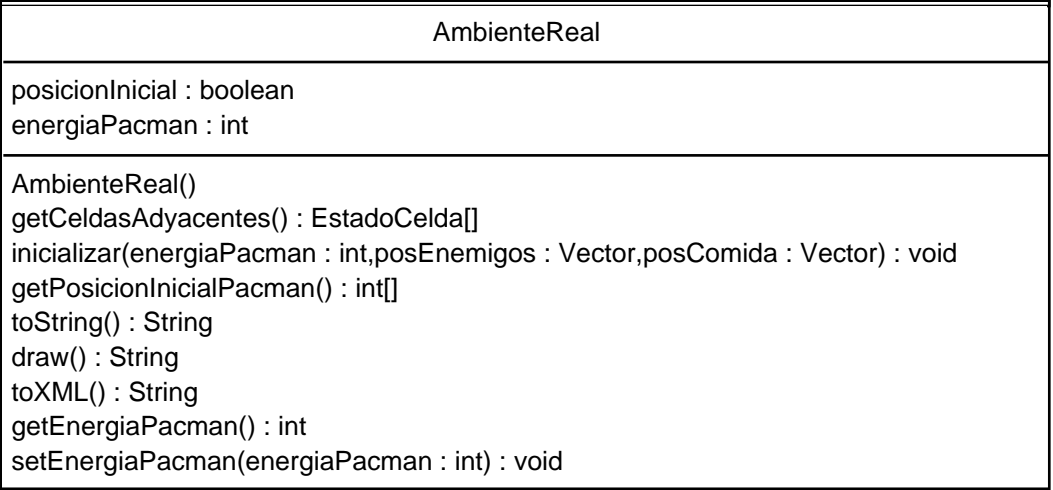 AmbienteReal
posicionInicial : boolean
energiaPacman : int
AmbienteReal()
getCeldasAdyacentes() : EstadoCelda[]
inicializar(energiaPacman : int,posEnemigos : Vector,posComida : Vector) : void
getPosicionInicialPacman() : int[]
toString() : String
draw() : String
toXML() : String
getEnergiaPacman() : int
setEnergiaPacman(energiaPacman : int) : void